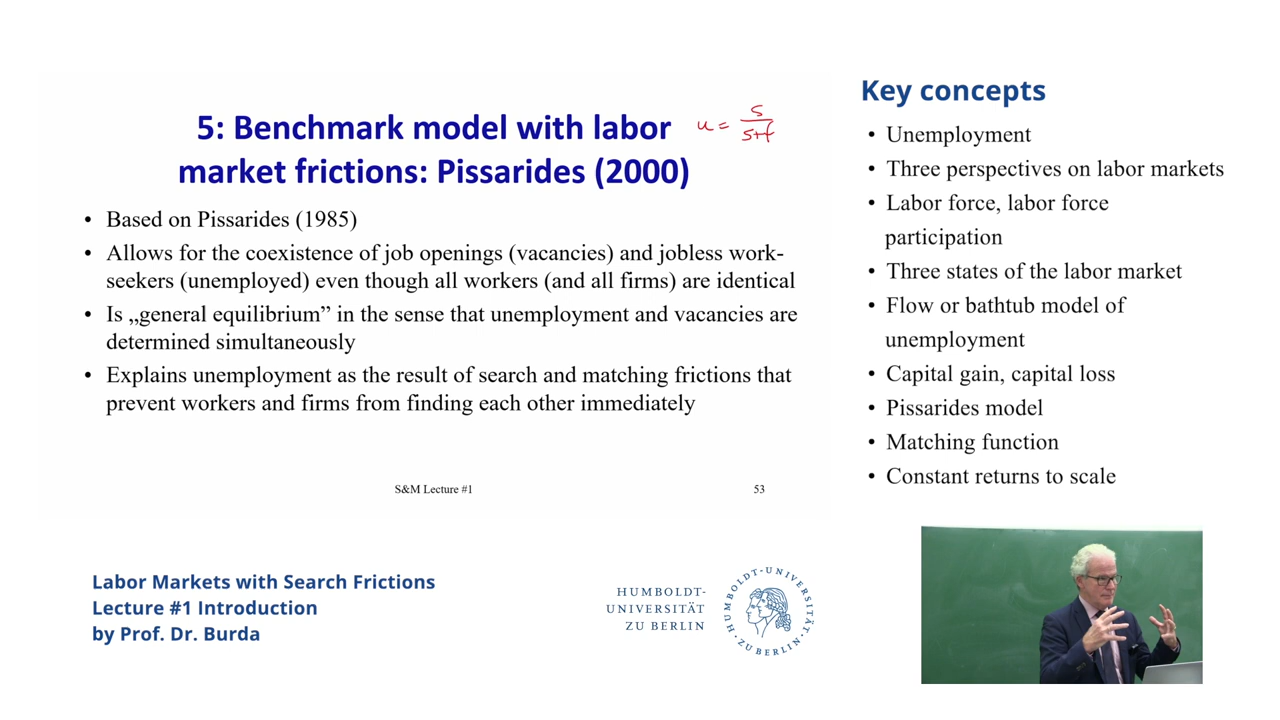 5: Benchmark model with labor
market frictions: Pissarides (2000)
u = s/s+f
• Based on Pissarides (1985)
• Allows for the coexistence of job openings (vacancies) and jobless work-
seekers (unemployed) even though all workers (and all firms) are identical
• Is „general equilibrium” in the sense that unemployment and vacancies are
determined simultaneously
• Explains unemployment as the result of search and matching frictions that
prevent workers and firms from finding each other immediately
S&M Lecture #1
53
Key concepts
• Unemployment
• Three perspectives on labor markets
• Labor force, labor force
participation
• Three states of the labor market
• Flow or bathtub model of
unemployment
• Capital gain, capital loss
• Pissarides model
• Matching function
• Constant returns to scale
Labor Markets with Search Frictions
Lecture #1 Introduction
by Prof. Dr. Burda
HUMBOLDT-
UNIVERSITÄT
ZU BERLIN
HUMBOLDT-UNIVERSITÄT
· ZU BERLIN ·